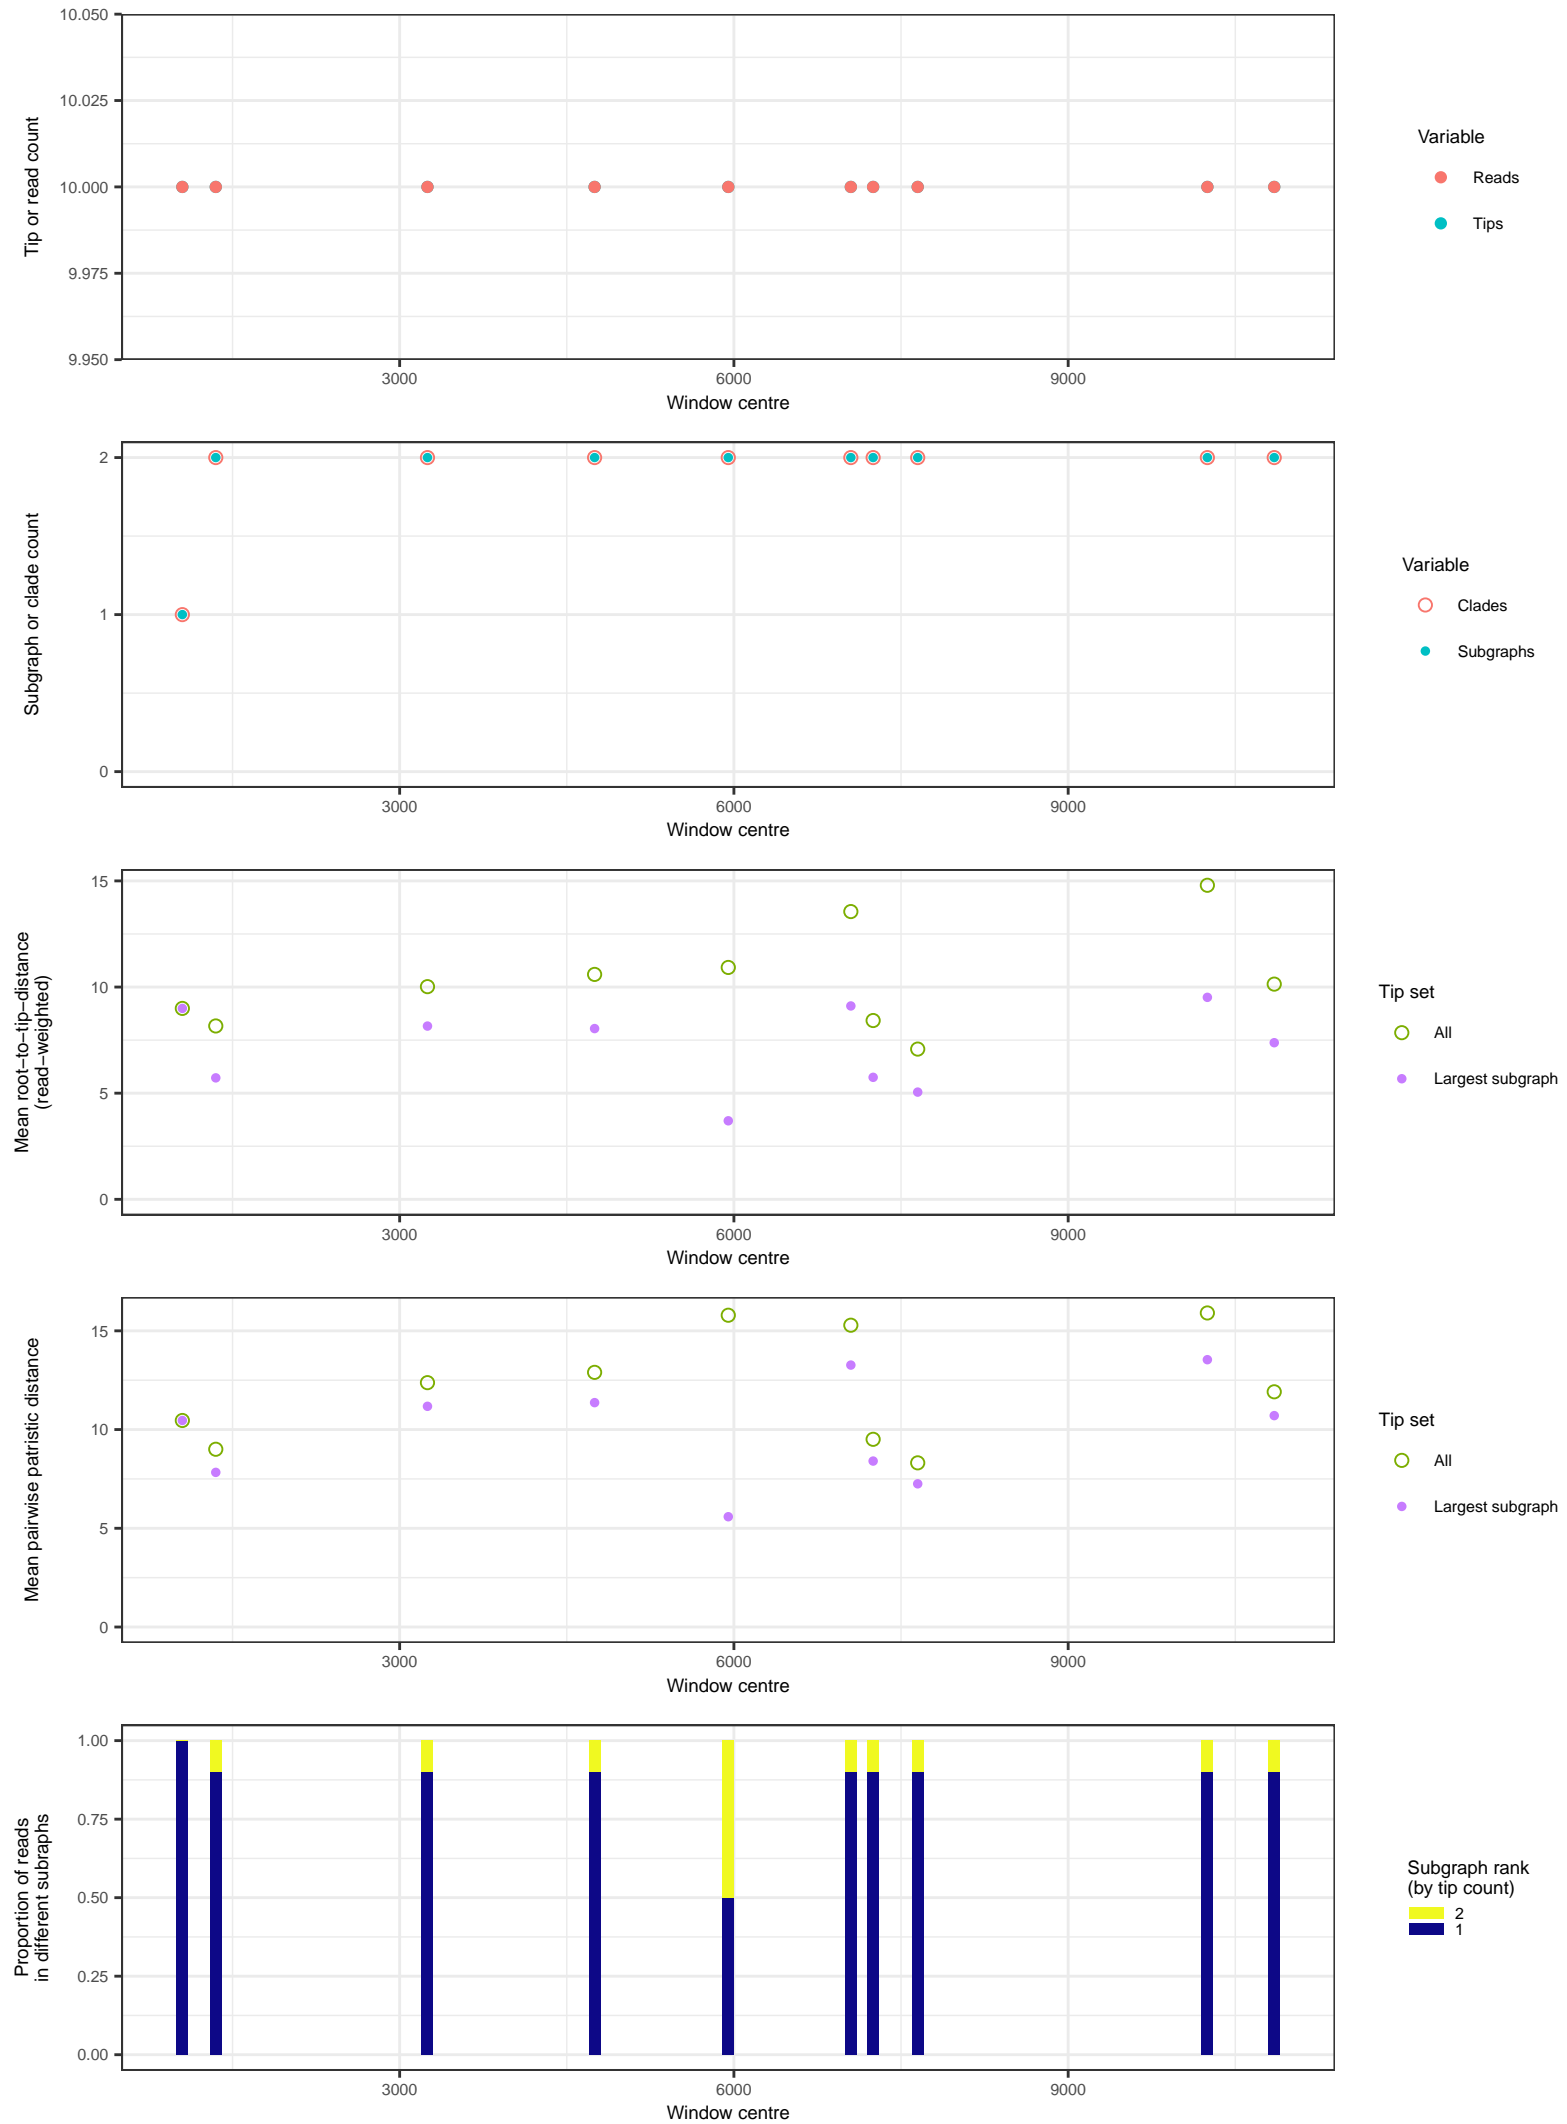 10.050
10.025
10.000
9.975
9.950
Tip or read count
3000
6000
9000
Window centre
Variable
Reads
Tips
2
1
0
Subgraph or clade count
3000
6000
9000
Window centre
Variable
Clades
Subgraphs
15
10
5
0
Mean root−to−tip−distance
(read−weighted)
3000
6000
9000
Window centre
Tip set
All
Largest subgraph
15
10
5
0
Mean pairwise patristic distance
3000
6000
9000
Window centre
Tip set
All
Largest subgraph
1.00
0.75
0.50
0.25
0.00
Proportion of reads
in different subraphs
3000
6000
9000
Window centre
Subgraph rank
(by tip count)
2
1